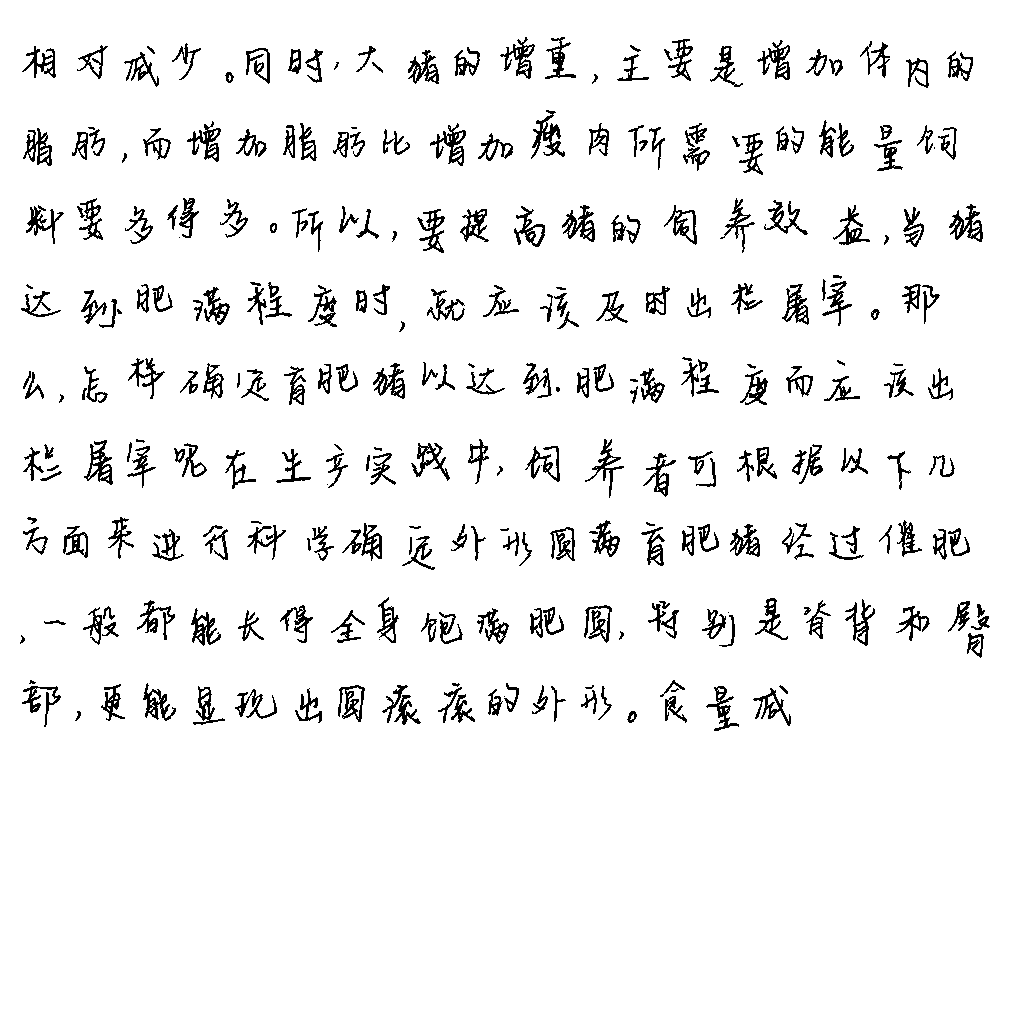 相对减少。同时,大猪的增重,主要是增加体内的
脂肪,而增加脂肪比增加瘦肉所需要的能量饲
料要多得多。所以,要提高猪的饲养效益,当猪
达到肥满程度时,就应该及时出栏屠宰。那
么,怎样确定育肥猪以达到肥满程度而应该出
栏屠宰呢在生产实践中,饲养者可根据以下几
方面来进行科学确定外形圆满育肥猪经过催肥
,一般都能长得全身饱满肥圆,特别是脊背和臀
部,更能显现出圆滚滚的外形。食量减